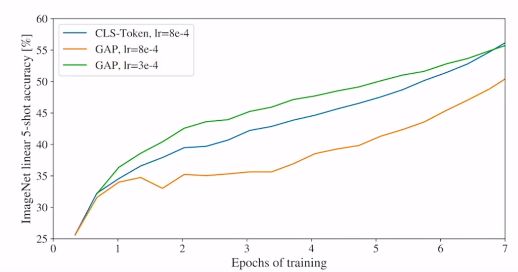 ImageNet linear 5-shot accuracy [%]
60
55
50
45
40
35
30
25
CLS-Token, lr=8e-4
GAP, lr=8e-4
GAP, lr=3e-4
0 1 2 3 4 5 6 7
Epochs of training